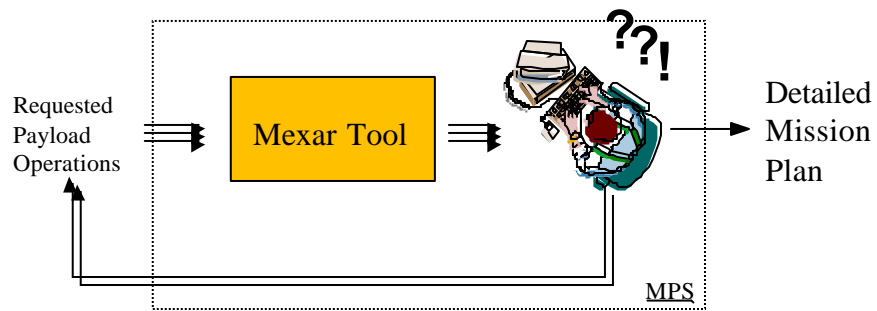 ??!
Requested
Payload
Operations
Mexar Tool
Detailed
Mission
Plan
MPS